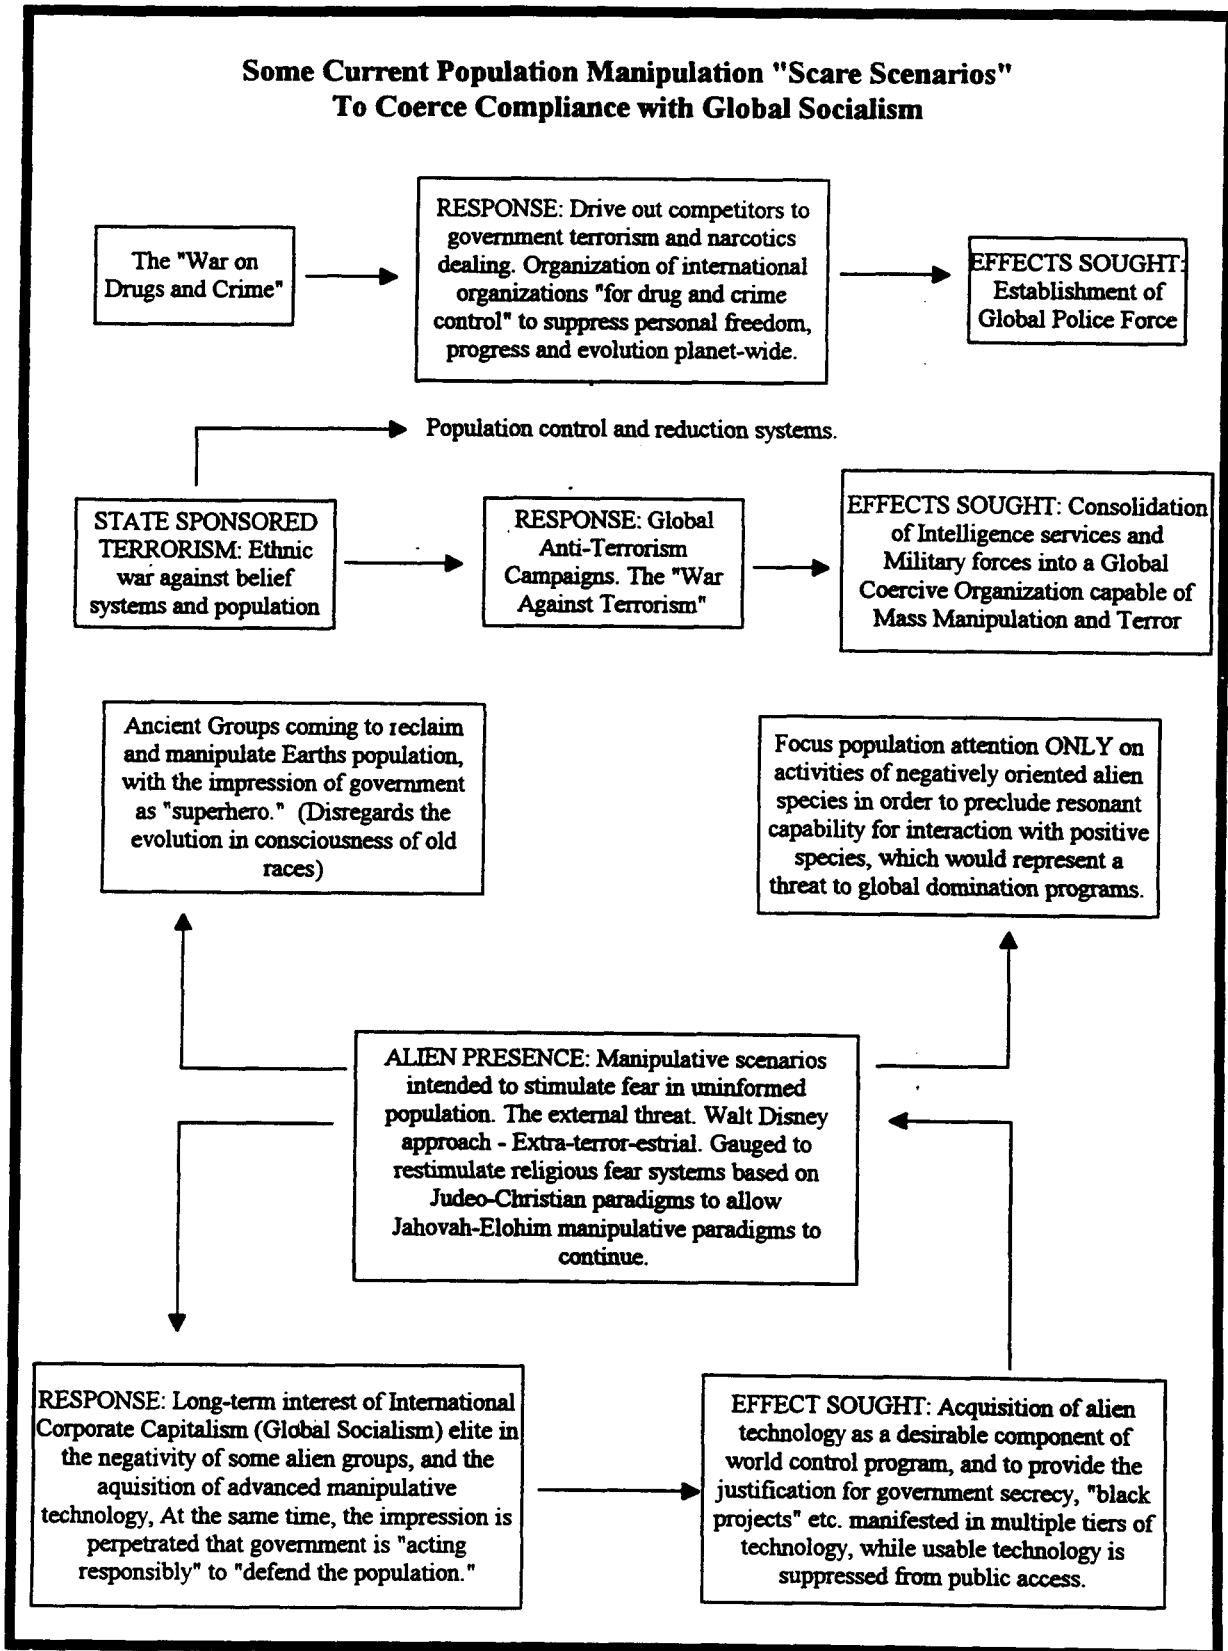 Some Current Population Manipulation "Scare Scenarios"
To Coerce Compliance with Global Socialism
The "War on
Drugs and Crime"
RESPONSE: Drive out competitors to
government terrorism and narcotics
dealing. Organization of international
organizations "for drug and crime
control" to suppress personal freedom,
progress and evolution planet-wide.
EFFECTS SOUGHT:
Establishment of
Global Police Force
Population control and reduction systems.
STATE SPONSORED
TERRORISM: Ethnic
war against belief
systems and population
RESPONSE: Global
Anti-Terrorism
Campaigns. The "War
Against Terrorism"
EFFECTS SOUGHT: Consolidation
of Intelligence services and
Military forces into a Global
Coercive Organization capable of
Mass Manipulation and Terror
Ancient Groups coming to reclaim
and manipulate Earths population,
with the impression of government
as "superhero." (Disregards the
evolution in consciousness of old
races)
Focus population attention ONLY on
activities of negatively oriented alien
species in order to preclude resonant
capability for interaction with positive
species, which would represent a
threat to global domination programs.
ALIEN PRESENCE: Manipulative scenarios
intended to stimulate fear in uninformed
population. The external threat. Walt Disney
approach - Extra-terror-estrial. Gauged to
restimulate religious fear systems based on
Judeo-Christian paradigms to allow
Jahovah-Elohim manipulative paradigms to
continue.
RESPONSE: Long-term interest of International
Corporate Capitalism (Global Socialism) elite in
the negativity of some alien groups, and the
aquisition of advanced manipulative
technology, At the same time, the impression is
perpetrated that government is "acting
responsibly" to "defend the population."
EFFECT SOUGHT: Acquisition of alien
technology as a desirable component of
world control program, and to provide the
justification for government secrecy, "black
projects" etc. manifested in multiple tiers of
technology, while usable technology is
suppressed from public access.